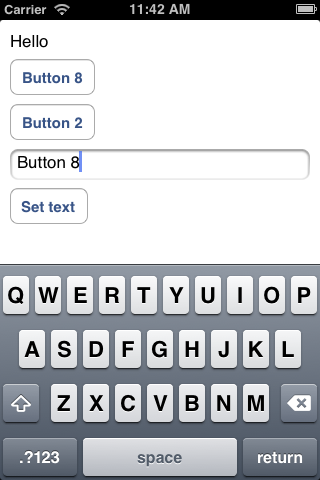 Carrier 11:42 AM
Hello
Button 8
Button 2
Button 8
Set text
Q W E R T Y U I O P
A S D F G H J K L
Z X C V B N M
.?123 space return